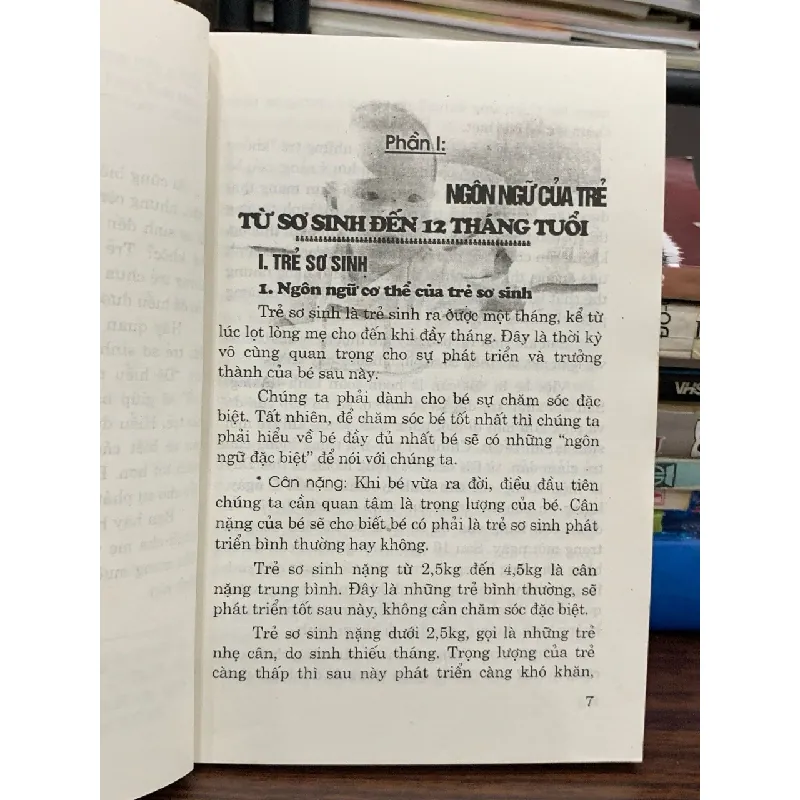 Phần I:
NGÔN NGỮ CỦA TRẺ
TỪ SƠ SINH ĐẾN 12 THÁNG TUỔI
I. TRẺ SƠ SINH
1. Ngôn ngữ cơ thể của trẻ sơ sinh
Trẻ sơ sinh là trẻ sinh ra được một tháng, kể từ
lúc lọt lòng mẹ cho đến khi đầy tháng. Đây là thời kỳ
vô cùng quan trọng cho sự phát triển và trưởng
thành của bé sau này.
Chúng ta phải dành cho bé sự chăm sóc đặc
biệt. Tất nhiên, để chăm sóc bé tốt nhất thì chúng ta
phải hiểu về bé đầy đủ nhất bé sẽ có những “ngôn
ngữ đặc biệt” để nói với chúng ta.
* Cân nặng: Khi bé vừa ra đời, điều đầu tiên
chúng ta cần quan tâm là trọng lượng của bé. Cân
nặng của bé sẽ cho biết bé có phải là trẻ sơ sinh phát
triển bình thường hay không.
Trẻ sơ sinh nặng từ 2,5kg đến 4,5kg là cân
nặng trung bình. Đây là những trẻ bình thường, sẽ
phát triển tốt sau này, không cần chăm sóc đặc biệt.
Trẻ sơ sinh nặng dưới 2,5kg, gọi là những trẻ
nhẹ cân, do sinh thiếu tháng. Trọng lượng của trẻ
càng thấp thì sau này phát triển càng khó khăn,
7
VHS